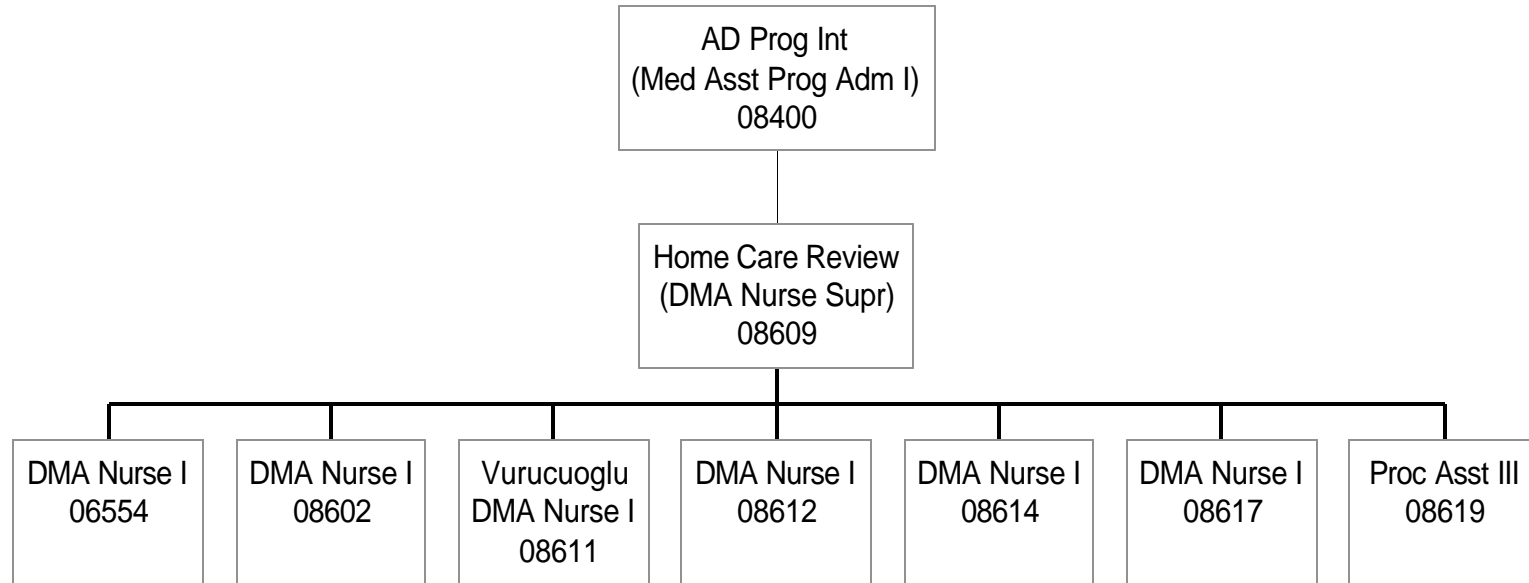 AD Prog Int
(Med Asst Prog Adm I)
08400
Home Care Review
(DMA Nurse Supr)
08609
DMA Nurse I
06554
DMA Nurse I
08602
Vurucuoglu
DMA Nurse I
08611
DMA Nurse I
08612
DMA Nurse I
08614
DMA Nurse I
08617
Proc Asst III
08619